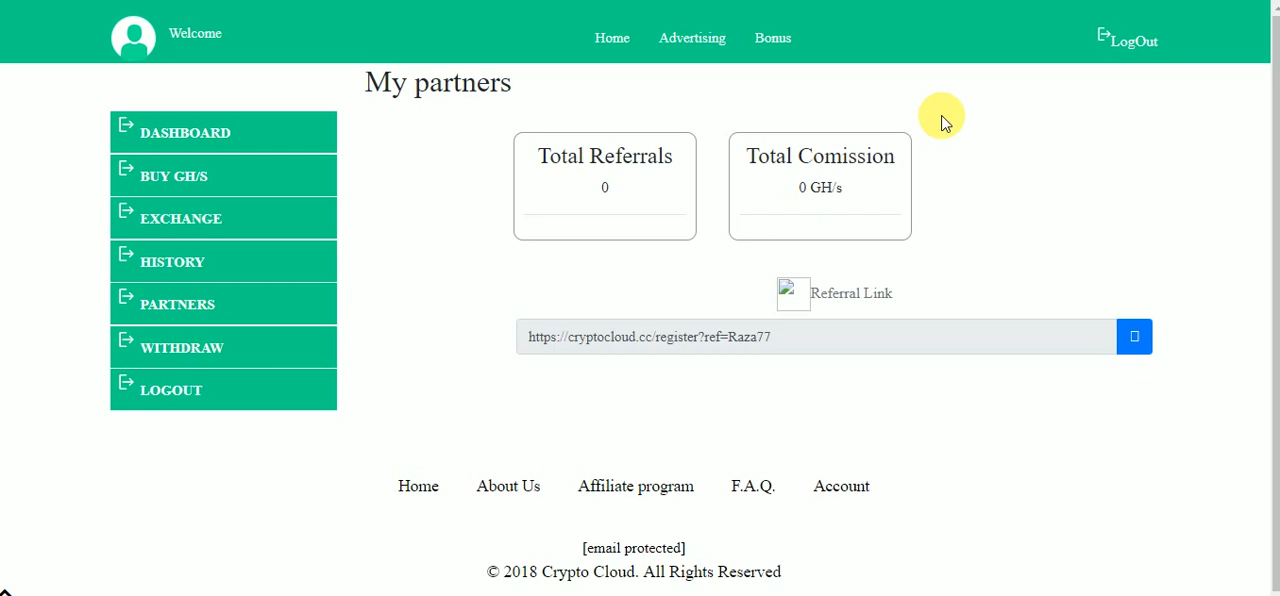 Welcome
Home Advertising Bonus
LogOut
My partners
DASHBOARD
BUY GH/S
EXCHANGE
HISTORY
PARTNERS
WITHDRAW
LOGOUT
Total Referrals
0
Total Comission
0 GH/s
Referral Link
https://cryptocloud.cc/register?ref=Raza77
Home About Us Affiliate program F.A.Q. Account
[email protected]
© 2018 Crypto Cloud. All Rights Reserved